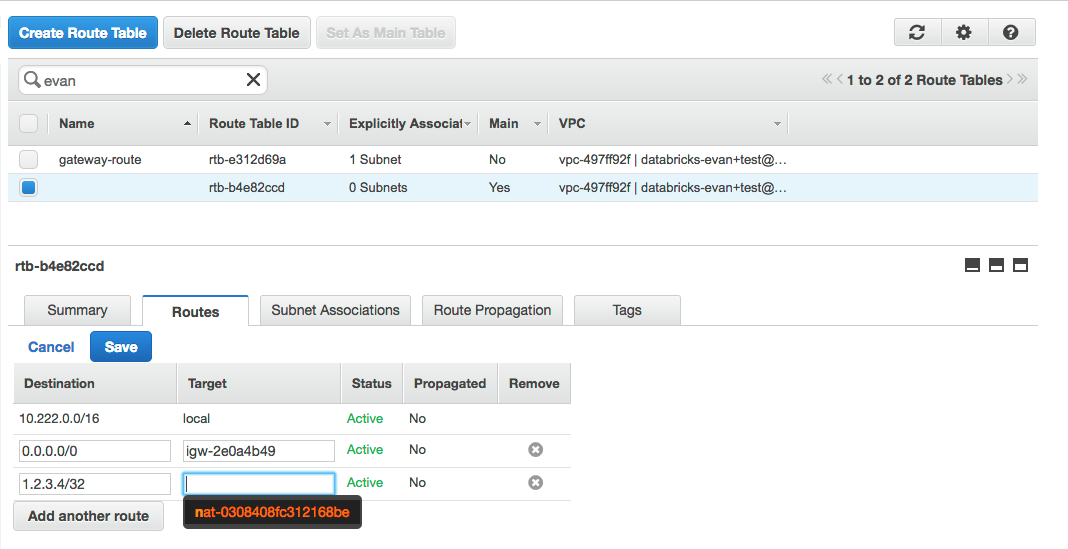 Create Route Table Delete Route Table Set As Main Table
evan 1 to 2 of 2 Route Tables
Name Route Table ID Explicitly Associat Main VPC
gateway-route rtb-e312d69a 1 Subnet No vpc-497ff92f | databricks-evan+test@...
rtb-b4e82ccd 0 Subnets Yes vpc-497ff92f | databricks-evan+test@...
rtb-b4e82ccd
Summary Routes Subnet Associations Route Propagation Tags
Cancel Save
Destination Target Status Propagated Remove
10.222.0.0/16 local Active No
0.0.0.0/0 igw-2e0a4b49 Active No
1.2.3.4/32 Active No
nat-0308408fc312168be
Add another route